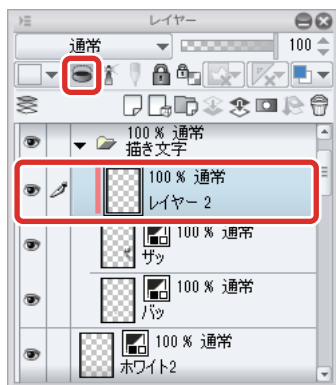 レイヤー
通常
100
100 % 通常
描き文字
100 % 通常
レイヤー 2
100 % 通常
ザッ
100 % 通常
バッ
100 % 通常
ホワイト2